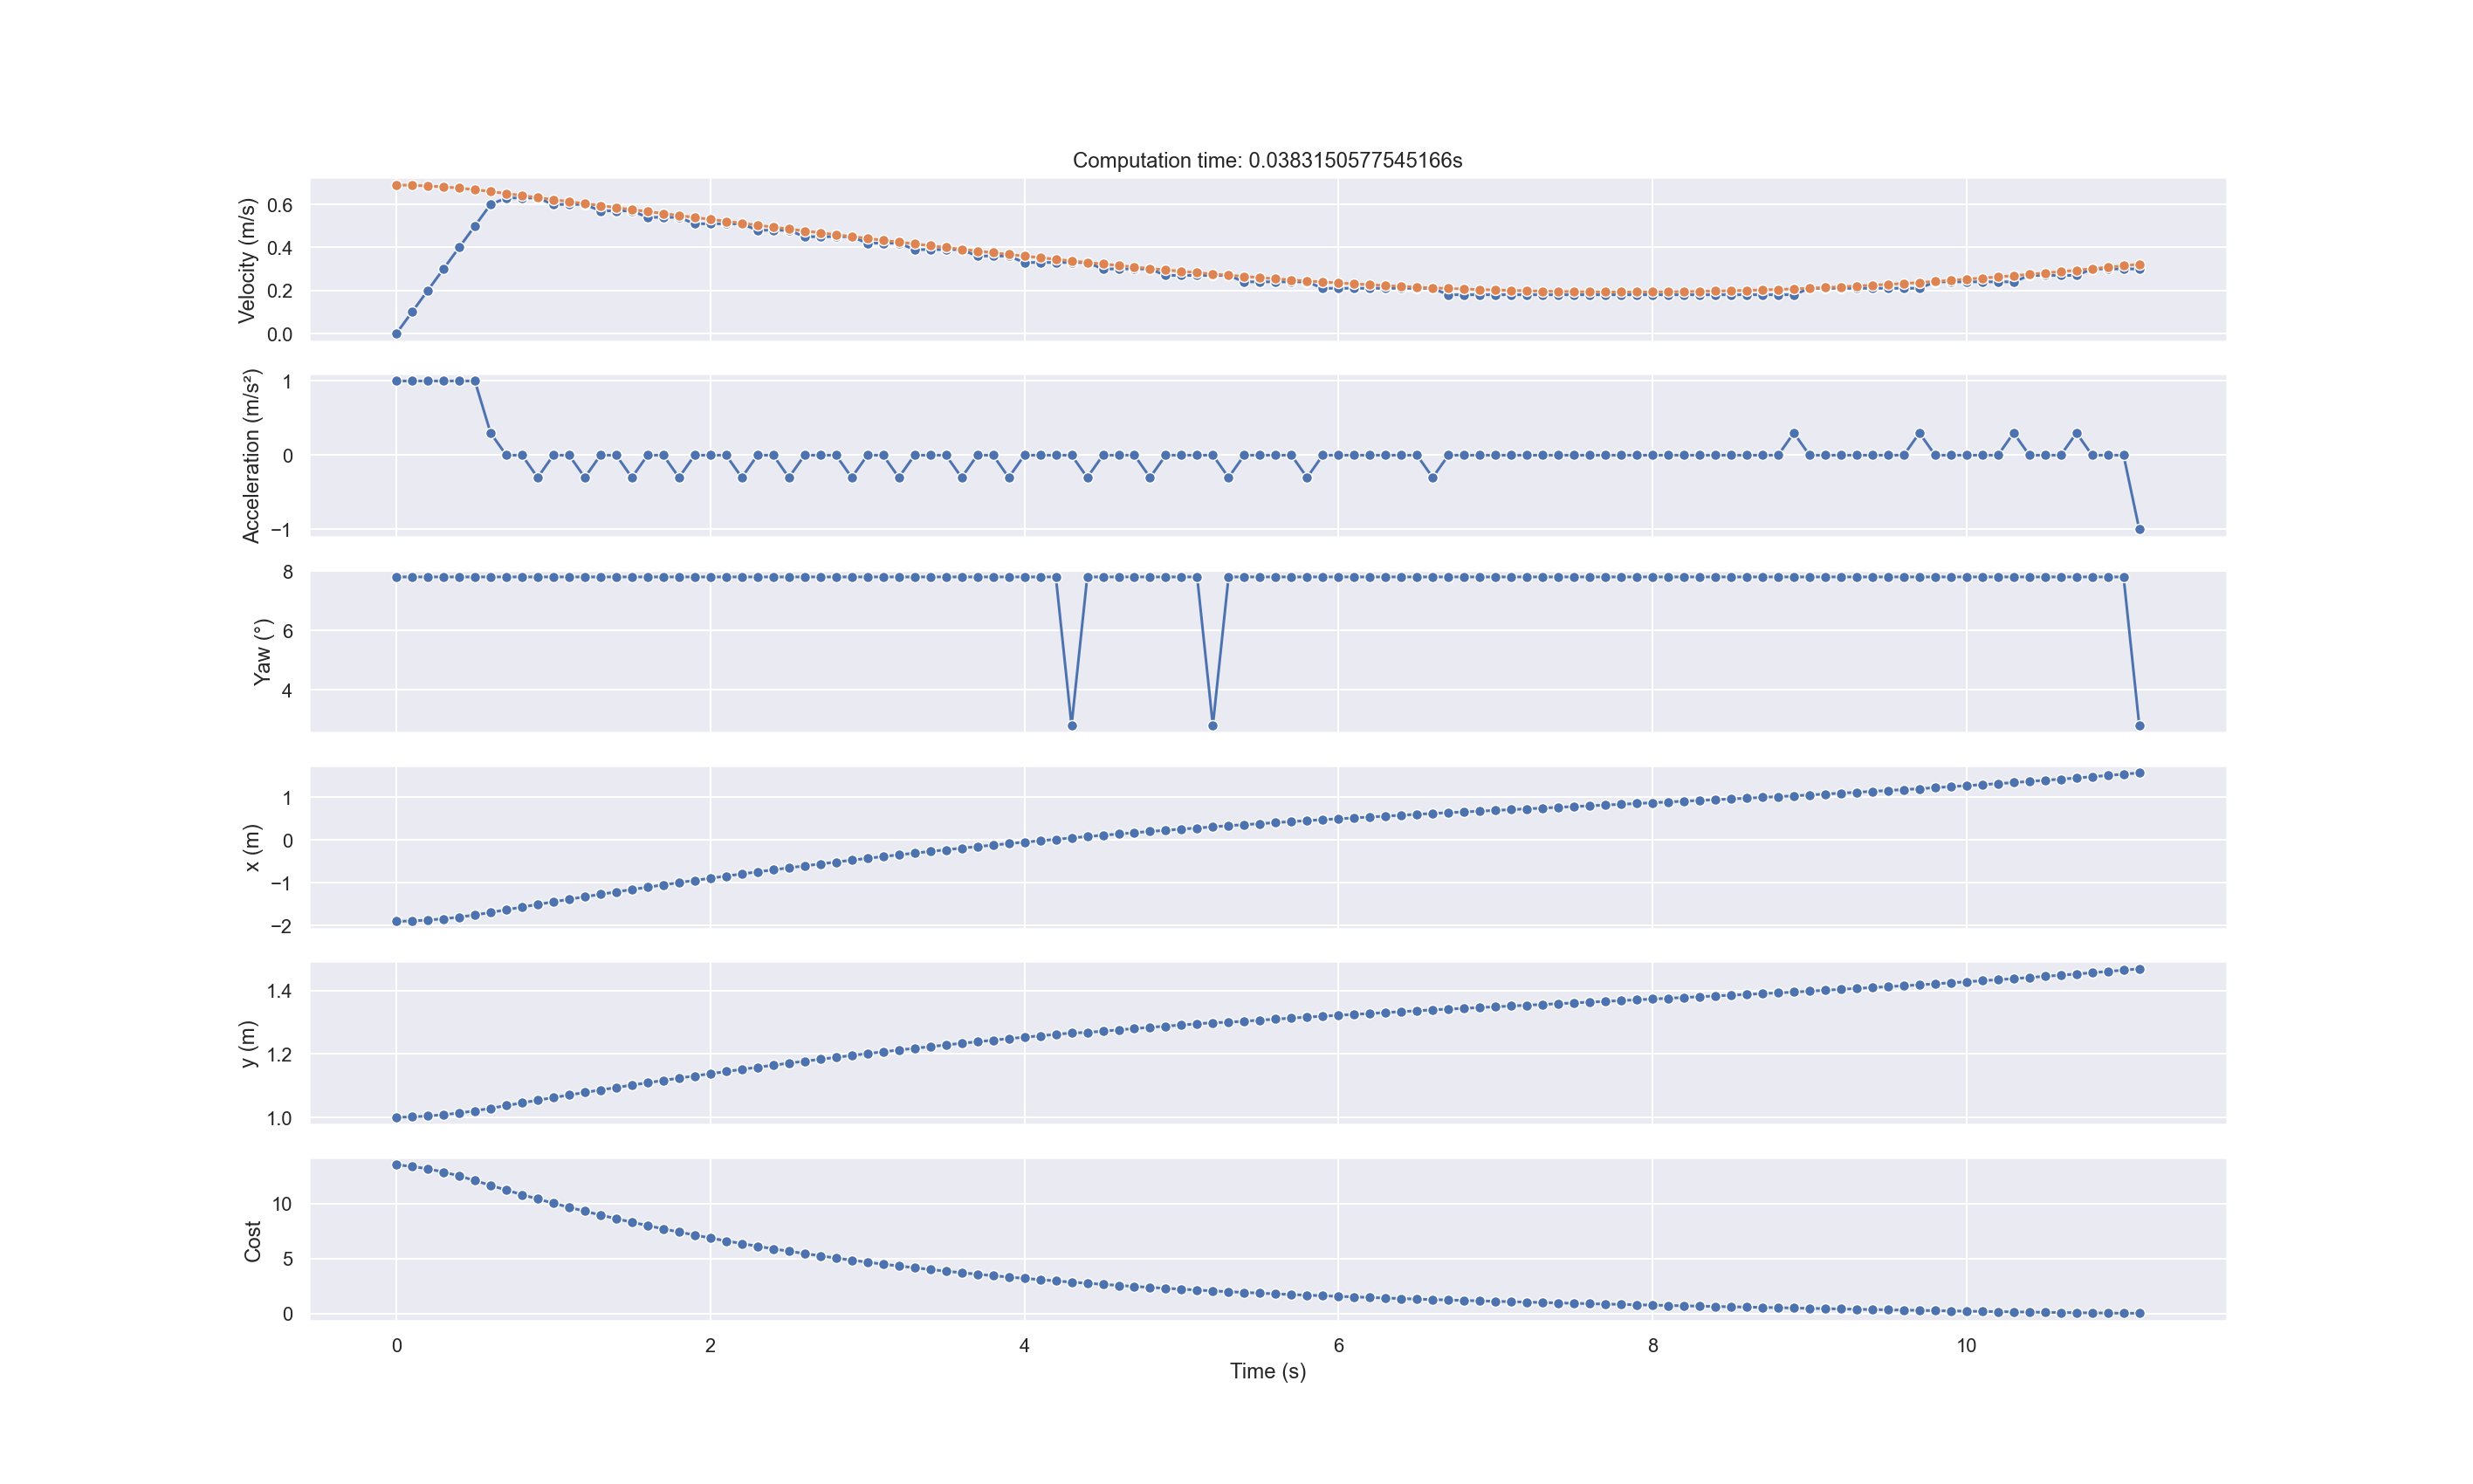 Computation time: 0.0383150577545166s
Velocity (m/s)
0.6
0.4
0.2
0.0
Acceleration (m/s²)
1
0
−1
Yaw (°)
8
6
4
x (m)
1
0
−1
−2
y (m)
1.4
1.2
1.0
Cost
10
5
0
0 2 4 6 8 10
Time (s)